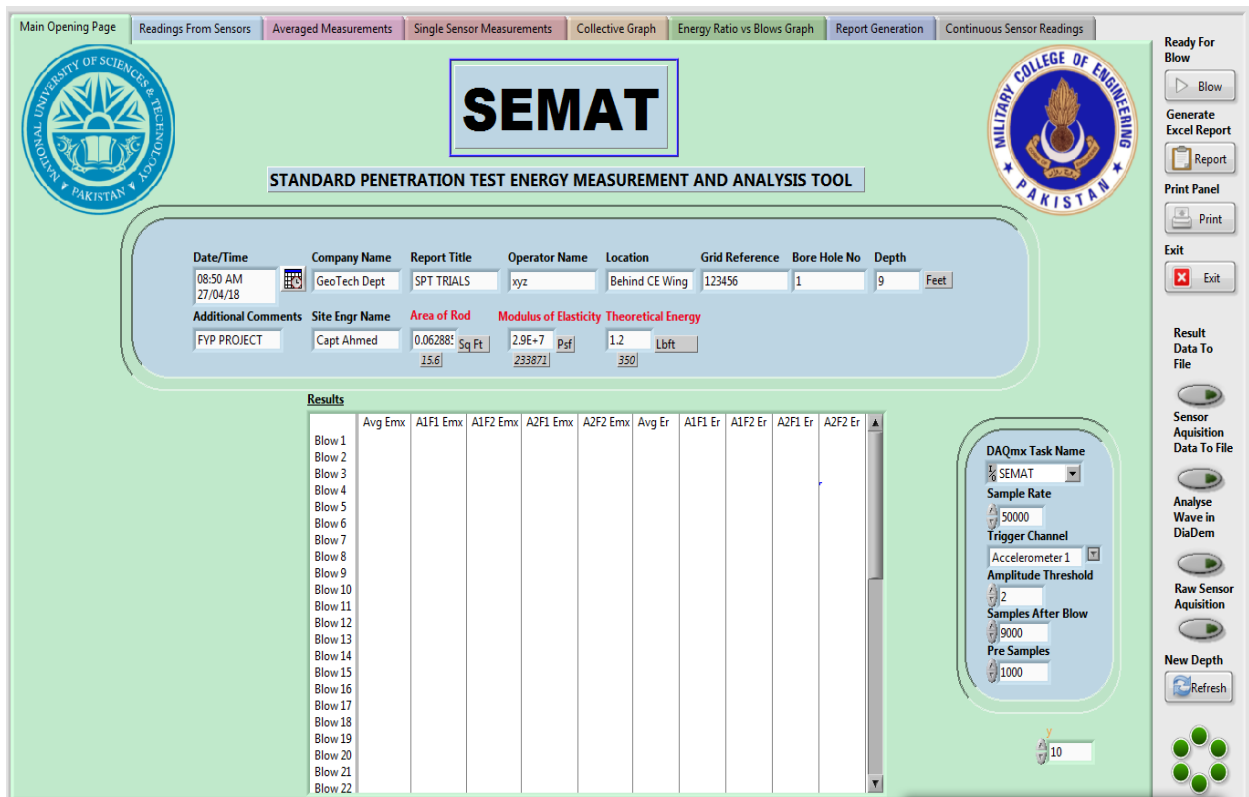 Main Opening Page
Readings From Sensors
Averaged Measurements
Single Sensor Measurements
Collective Graph
Energy Ratio vs Blows Graph
Report Generation
Continuous Sensor Readings
NATIONAL UNIVERSITY OF SCIENCES & TECHNOLOGY
PAKISTAN
SEMAT
STANDARD PENETRATION TEST ENERGY MEASUREMENT AND ANALYSIS TOOL
MILITARY COLLEGE OF ENGINEERING
PAKISTAN
Date/Time Company Name Report Title Operator Name Location Grid Reference Bore Hole No Depth
08:50 AM
27/04/18
GeoTech Dept SPT TRIALS xyz Behind CE Wing 123456 1 9 Feet
Additional Comments Site Engr Name Area of Rod Modulus of Elasticity Theoretical Energy
FYP PROJECT Capt Ahmed 0.06288 Sq Ft 2.9E+7 Psf 1.2 Lbft
15.6 233871 350
Results
Avg Emx A1F1 Emx A1F2 Emx A2F1 Emx A2F2 Emx Avg Er A1F1 Er A1F2 Er A2F1 Er A2F2 Er
Blow 1
Blow 2
Blow 3
Blow 4
Blow 5
Blow 6
Blow 7
Blow 8
Blow 9
Blow 10
Blow 11
Blow 12
Blow 13
Blow 14
Blow 15
Blow 16
Blow 17
Blow 18
Blow 19
Blow 20
Blow 21
Blow 22
DAQmx Task Name
SEMAT
Sample Rate
50000
Trigger Channel
Accelerometer 1
Amplitude Threshold
2
Samples After Blow
9000
Pre Samples
1000
y
10
Ready For
Blow
Blow
Generate
Excel Report
Report
Print Panel
Print
Exit
Exit
Result
Data To
File
Sensor
Aquisition
Data To File
Analyse
Wave in
DiaDem
Raw Sensor
Aquisition
New Depth
Refresh